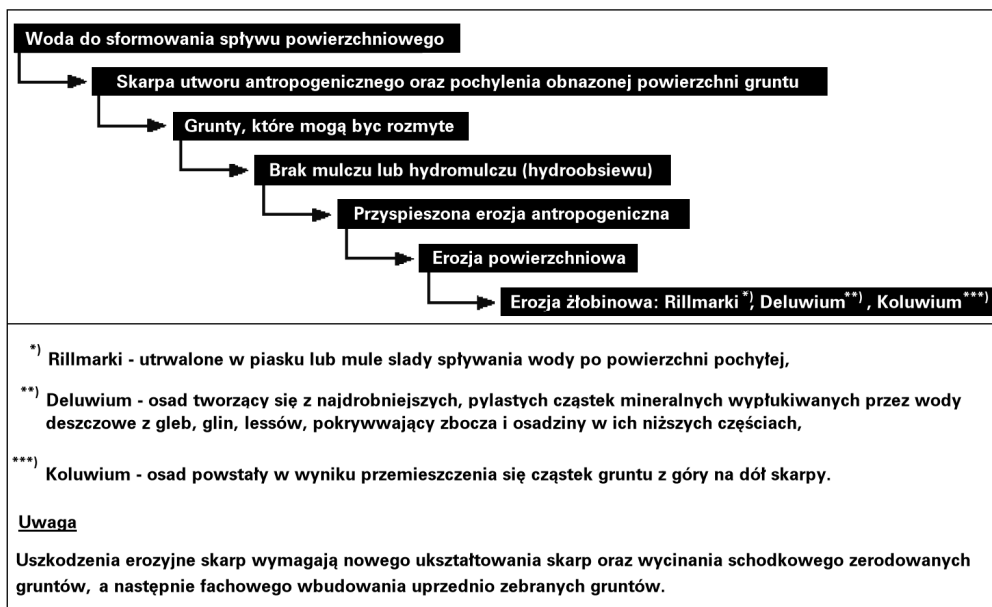 Woda do sformowania spływu powierzchniowego
Skarpa utworu antropogenicznego oraz pochylenia obnazonej powierzchni gruntu
Grunty, które mogą byc rozmyte
Brak mulczu lub hydromulczu (hydroobsiewu)
Przyspieszona erozja antropogeniczna
Erozja powierzchniowa
Erozja żłobinowa: Rillmarki *), Deluwium**) , Koluwium***)
*) Rillmarki - utrwalone w piasku lub mule slady spływania wody po powierzchni pochyłej,
**) Deluwium - osad tworzący się z najdrobniejszych, pylastych cząstek mineralnych wypłukiwanych przez wody
deszczowe z gleb, glin, lessów, pokrywwający zbocza i osadziny w ich niższych częściach,
***) Koluwium - osad powstały w wyniku przemieszczenia się cząstek gruntu z góry na dół skarpy.
Uwaga
Uszkodzenia erozyjne skarp wymagają nowego ukształtowania skarp oraz wycinania schodkowego zerodowanych
gruntów, a następnie fachowego wbudowania uprzednio zebranych gruntów.